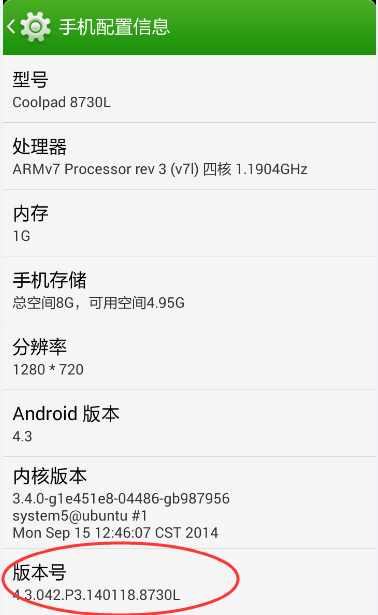 手机配置信息
型号
Coolpad 8730L
处理器
ARMv7 Processor rev 3 (v7l) 四核 1.1904GHz
内存
1G
手机存储
总空间8G，可用空间4.95G
分辨率
1280 * 720
Android 版本
4.3
内核版本
3.4.0-g1e451e8-04486-gb987956
system5@ubuntu #1
Mon Sep 15 12:46:07 CST 2014
版本号
4.3.042.P3.140118.8730L